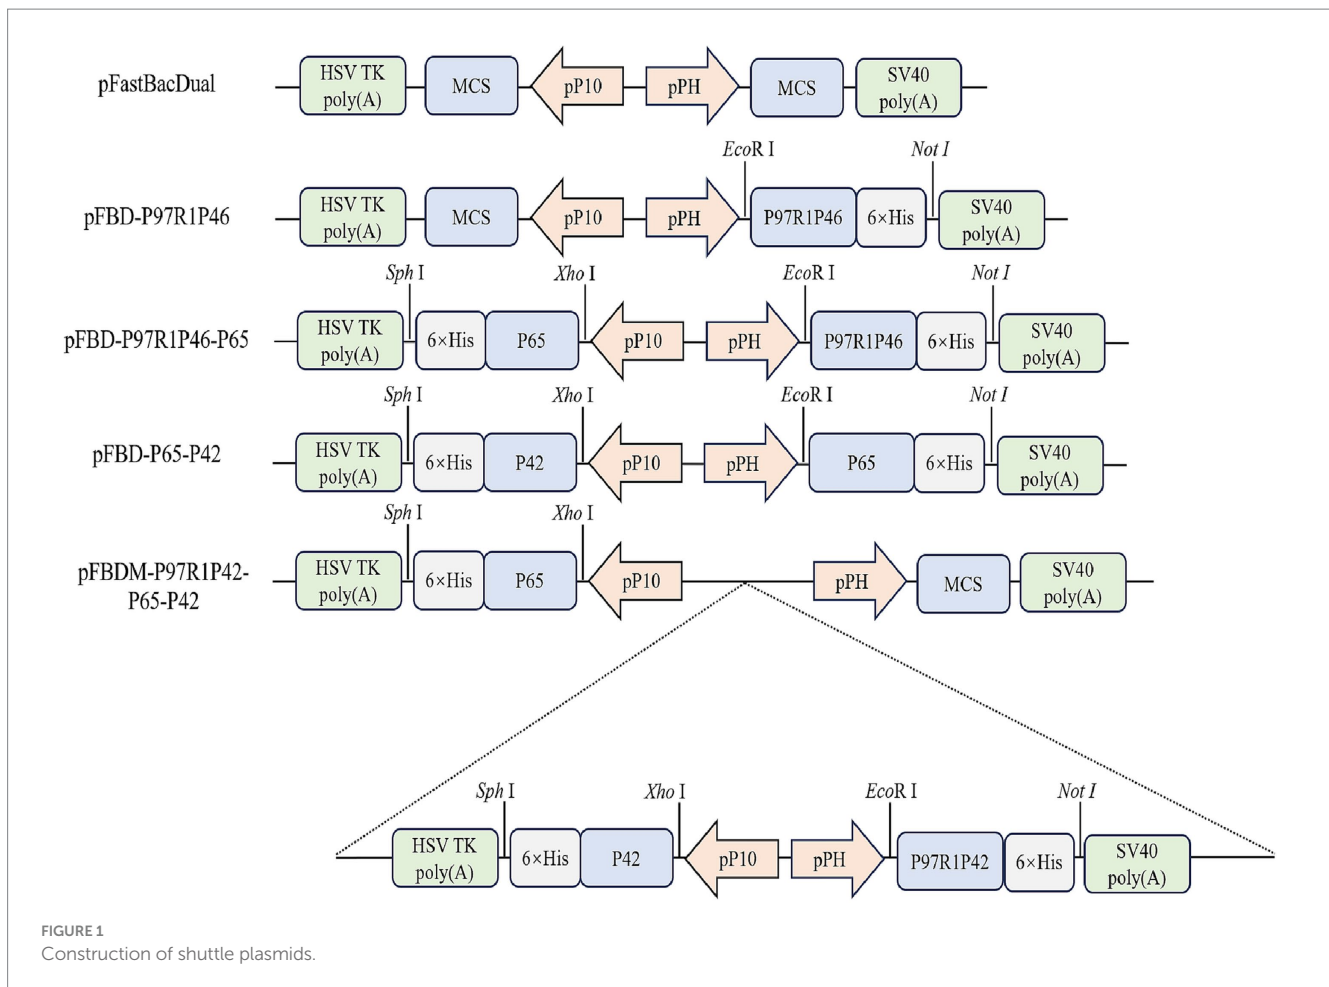 pFastBacDual
HSV TK
poly(A)
MCS
pP10
pPH
MCS
SV40
poly(A)
EcoR I
Not I
pFBD-P97R1P46
HSV TK
poly(A)
MCS
pP10
pPH
P97R1P46
6×His
SV40
poly(A)
Sph I
Xho I
EcoR I
Not I
pFBD-P97R1P46-P65
HSV TK
poly(A)
6×His
P65
pP10
pPH
P97R1P46
6×His
SV40
poly(A)
Sph I
Xho I
EcoR I
Not I
pFBD-P65-P42
HSV TK
poly(A)
6×His
P42
pP10
pPH
P65
6×His
SV40
poly(A)
Sph I
Xho I
pFBDM-P97R1P42-
P65-P42
HSV TK
poly(A)
6×His
P65
pP10
pPH
MCS
SV40
poly(A)
Sph I
Xho I
EcoR I
Not I
HSV TK
poly(A)
6×His
P42
pP10
pPH
P97R1P42
6×His
SV40
poly(A)
FIGURE 1
Construction of shuttle plasmids.